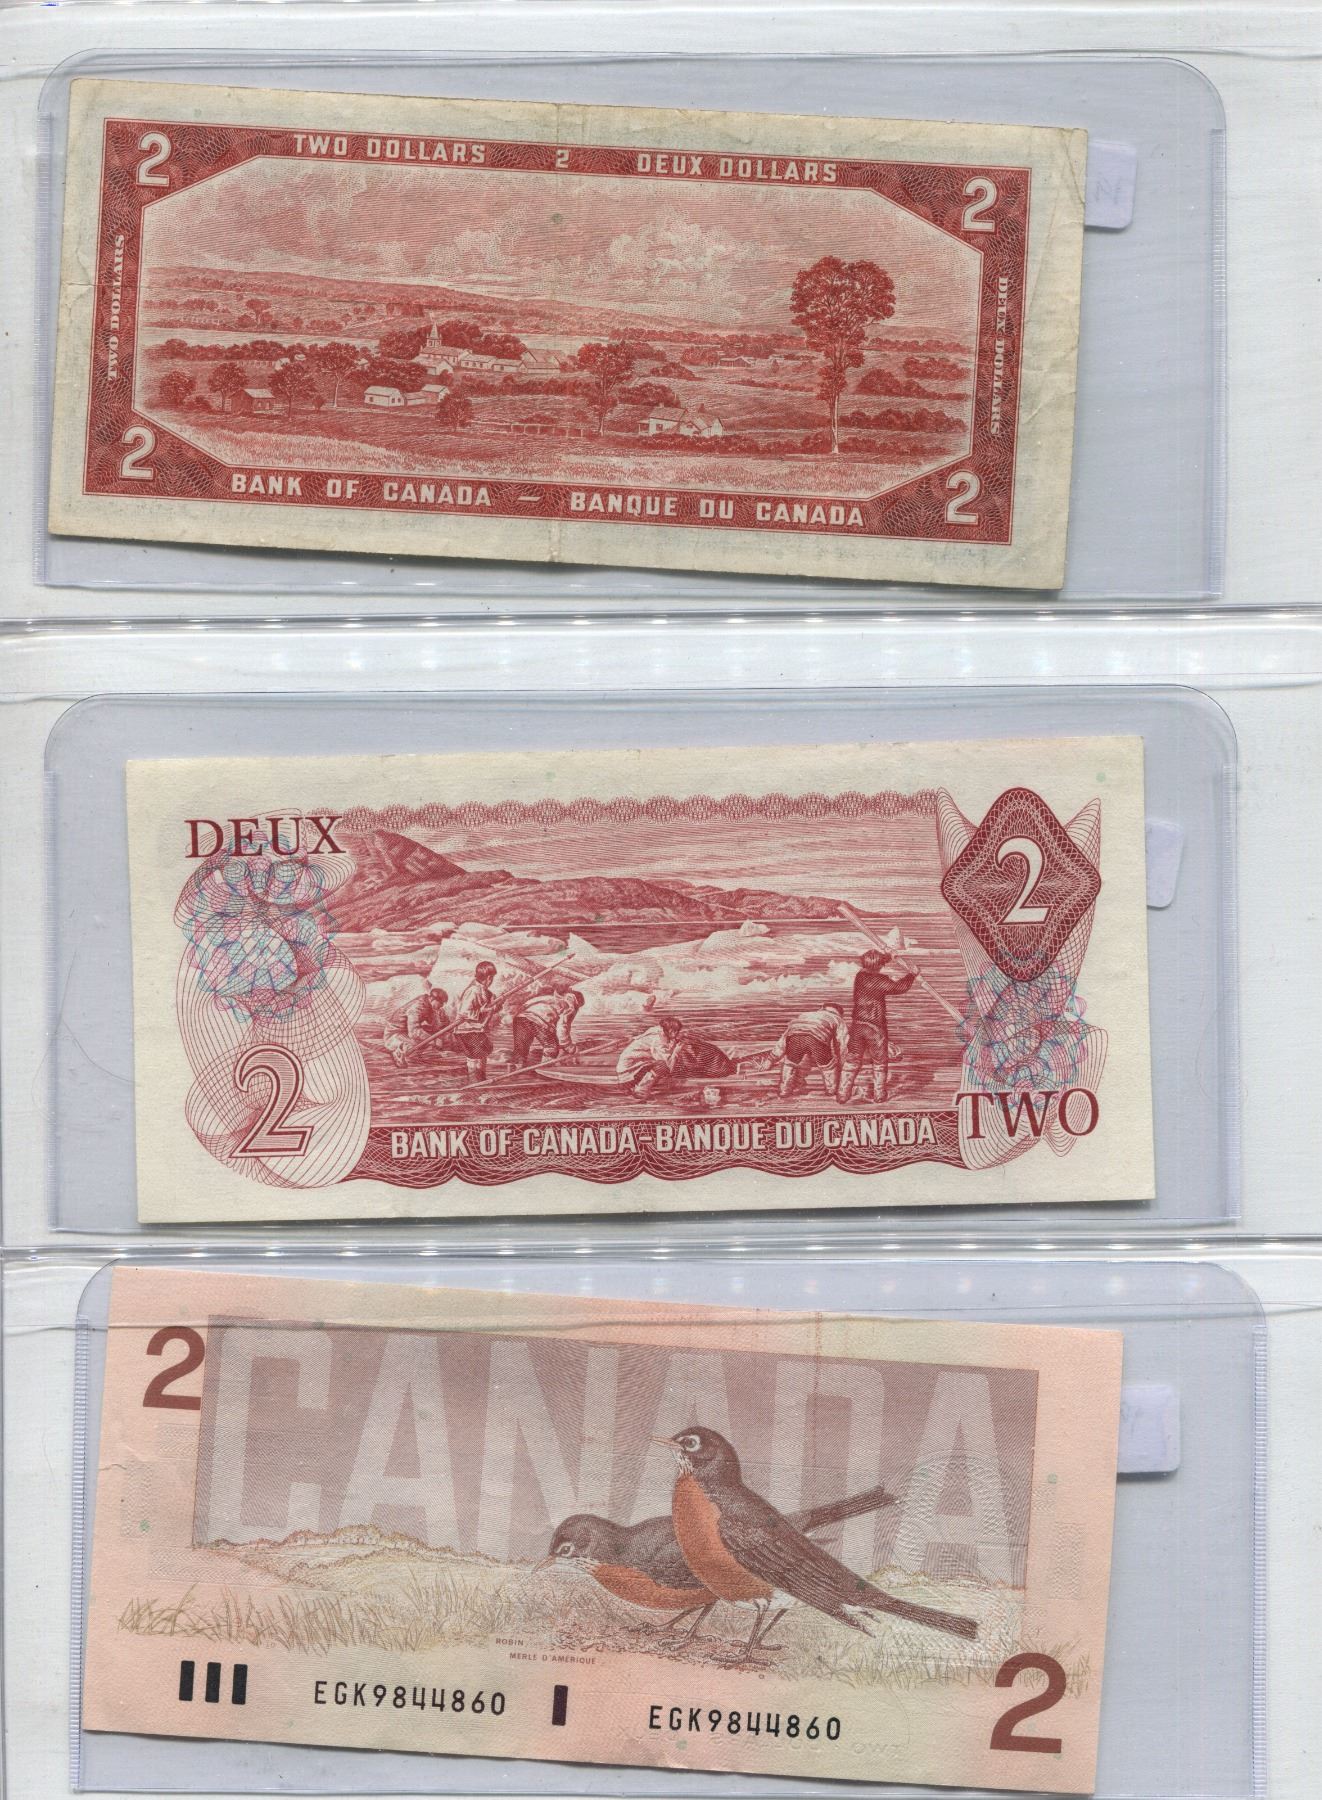 2 TWO DOLLARS 2 DEUX DOLLARS 2
TWO DOLLARS
DEUX DOLLARS
2 BANK OF CANADA — BANQUE DU CANADA 2
DEUX
2
2
BANK OF CANADA-BANQUE DU CANADA
TWO
2
CANADA
ROBIN
MERLE D'AMÉRIQUE
EGK9844860
EGK9844860
2